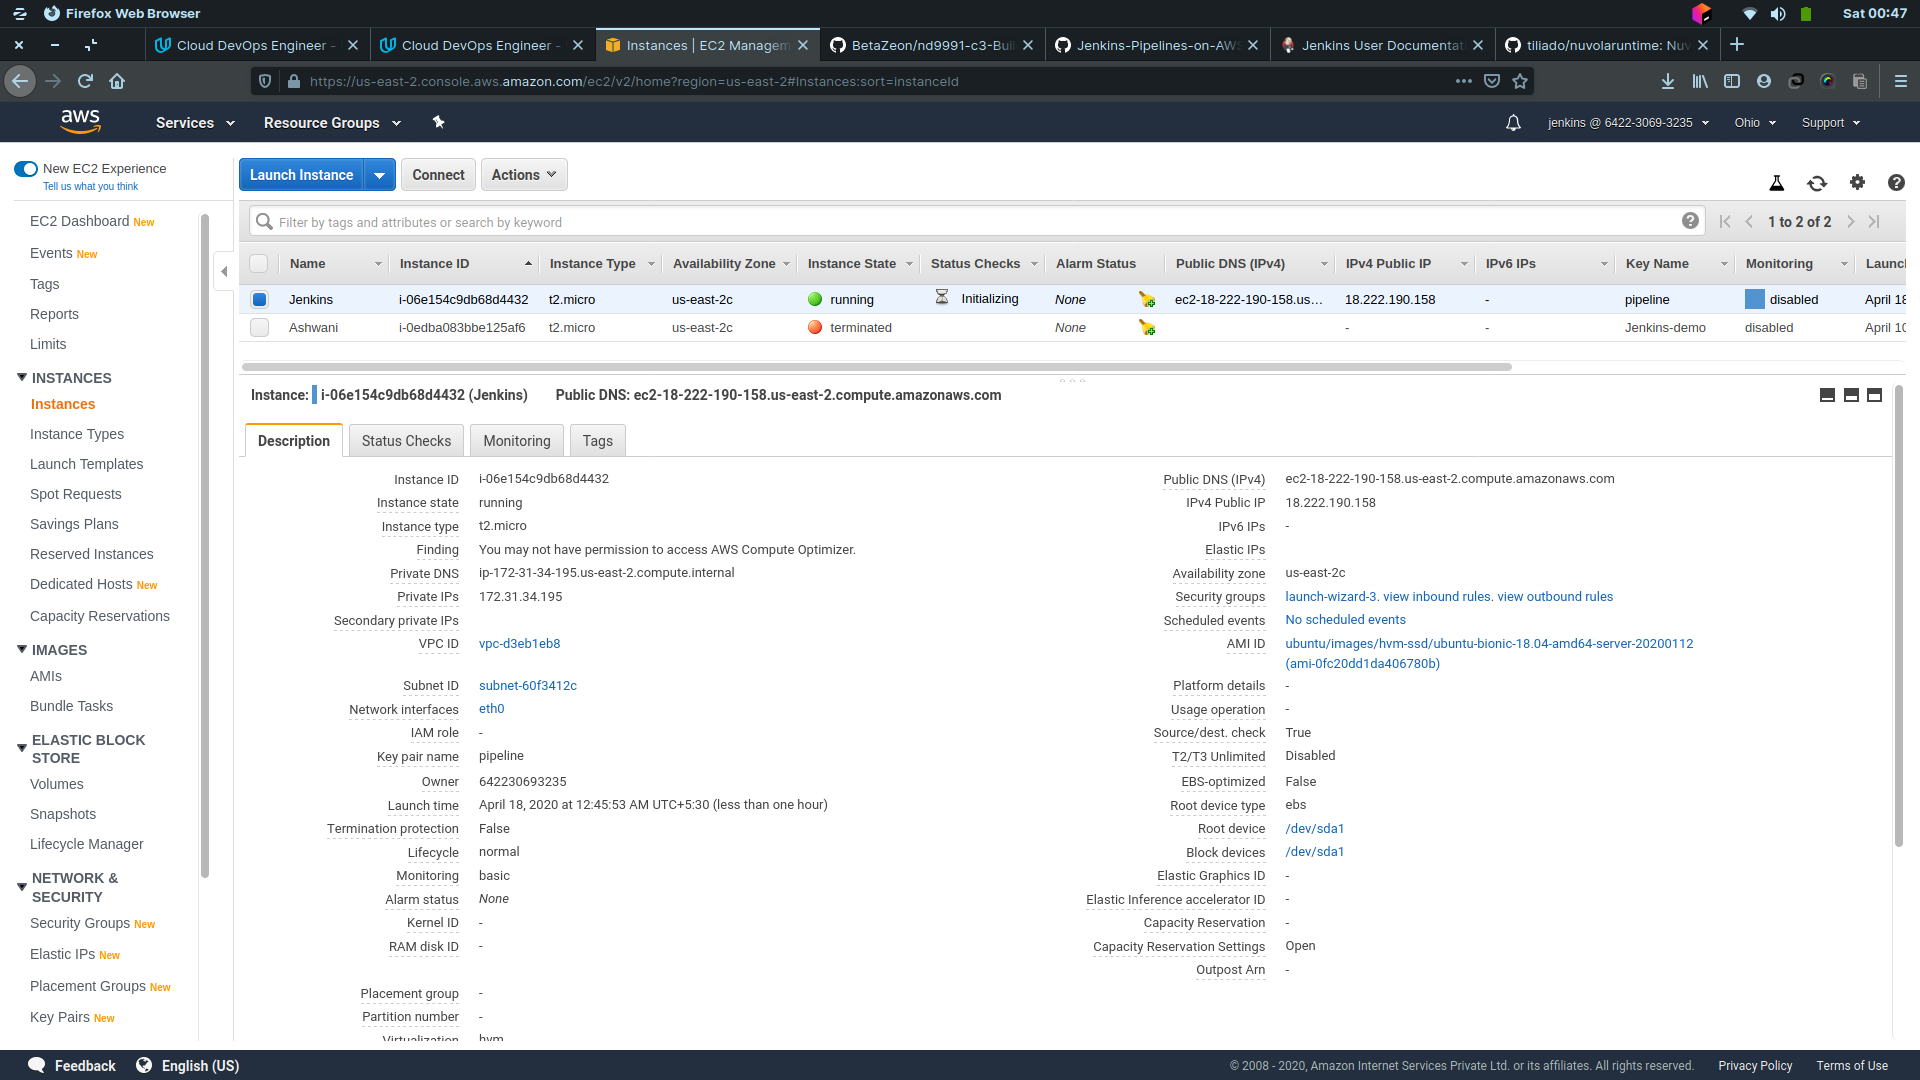 Firefox Web Browser
Sat 00:47
Cloud DevOps Engineer -
Cloud DevOps Engineer -
Instances | EC2 Managem
BetaZeon/nd9991-c3-Buil
Jenkins-Pipelines-on-AWS
Jenkins User Documentat
tiliado/nuvolaruntime: Nuv
https://us-east-2.console.aws.amazon.com/ec2/v2/home?region=us-east-2#Instances:sort=instanceId
aws
Services
Resource Groups
jenkins @ 6422-3069-3235
Ohio
Support
New EC2 Experience
Tell us what you think
Launch Instance
Connect
Actions
EC2 Dashboard New
Events New
Tags
Reports
Limits
INSTANCES
Instances
Instance Types
Launch Templates
Spot Requests
Savings Plans
Reserved Instances
Dedicated Hosts New
Capacity Reservations
IMAGES
AMIs
Bundle Tasks
ELASTIC BLOCK
STORE
Volumes
Snapshots
Lifecycle Manager
NETWORK &
SECURITY
Security Groups New
Elastic IPs New
Placement Groups New
Key Pairs New
Filter by tags and attributes or search by keyword
1 to 2 of 2
Name Instance ID Instance Type Availability Zone Instance State Status Checks Alarm Status Public DNS (IPv4) IPv4 Public IP IPv6 IPs Key Name Monitoring Launc
Jenkins i-06e154c9db68d4432 t2.micro us-east-2c running Initializing None ec2-18-222-190-158.us... 18.222.190.158 - pipeline disabled April 18
Ashwani i-0edba083bbe125af6 t2.micro us-east-2c terminated None - - Jenkins-demo disabled April 10
Instance: i-06e154c9db68d4432 (Jenkins) Public DNS: ec2-18-222-190-158.us-east-2.compute.amazonaws.com
Description Status Checks Monitoring Tags
Instance ID i-06e154c9db68d4432
Instance state running
Instance type t2.micro
Finding You may not have permission to access AWS Compute Optimizer.
Private DNS ip-172-31-34-195.us-east-2.compute.internal
Private IPs 172.31.34.195
Secondary private IPs
VPC ID vpc-d3eb1eb8
Subnet ID subnet-60f3412c
Network interfaces eth0
IAM role -
Key pair name pipeline
Owner 642230693235
Launch time April 18, 2020 at 12:45:53 AM UTC+5:30 (less than one hour)
Termination protection False
Lifecycle normal
Monitoring basic
Alarm status None
Kernel ID -
RAM disk ID -
Placement group -
Partition number -
Virtualization hvm
Public DNS (IPv4) ec2-18-222-190-158.us-east-2.compute.amazonaws.com
IPv4 Public IP 18.222.190.158
IPv6 IPs -
Elastic IPs
Availability zone us-east-2c
Security groups launch-wizard-3. view inbound rules. view outbound rules
Scheduled events No scheduled events
AMI ID ubuntu/images/hvm-ssd/ubuntu-bionic-18.04-amd64-server-20200112
(ami-0fc20dd1da406780b)
Platform details -
Usage operation -
Source/dest. check True
T2/T3 Unlimited Disabled
EBS-optimized False
Root device type ebs
Root device /dev/sda1
Block devices /dev/sda1
Elastic Graphics ID -
Elastic Inference accelerator ID -
Capacity Reservation -
Capacity Reservation Settings Open
Outpost Arn -
Feedback
English (US)
© 2008 - 2020, Amazon Internet Services Private Ltd. or its affiliates. All rights reserved.
Privacy Policy
Terms of Use